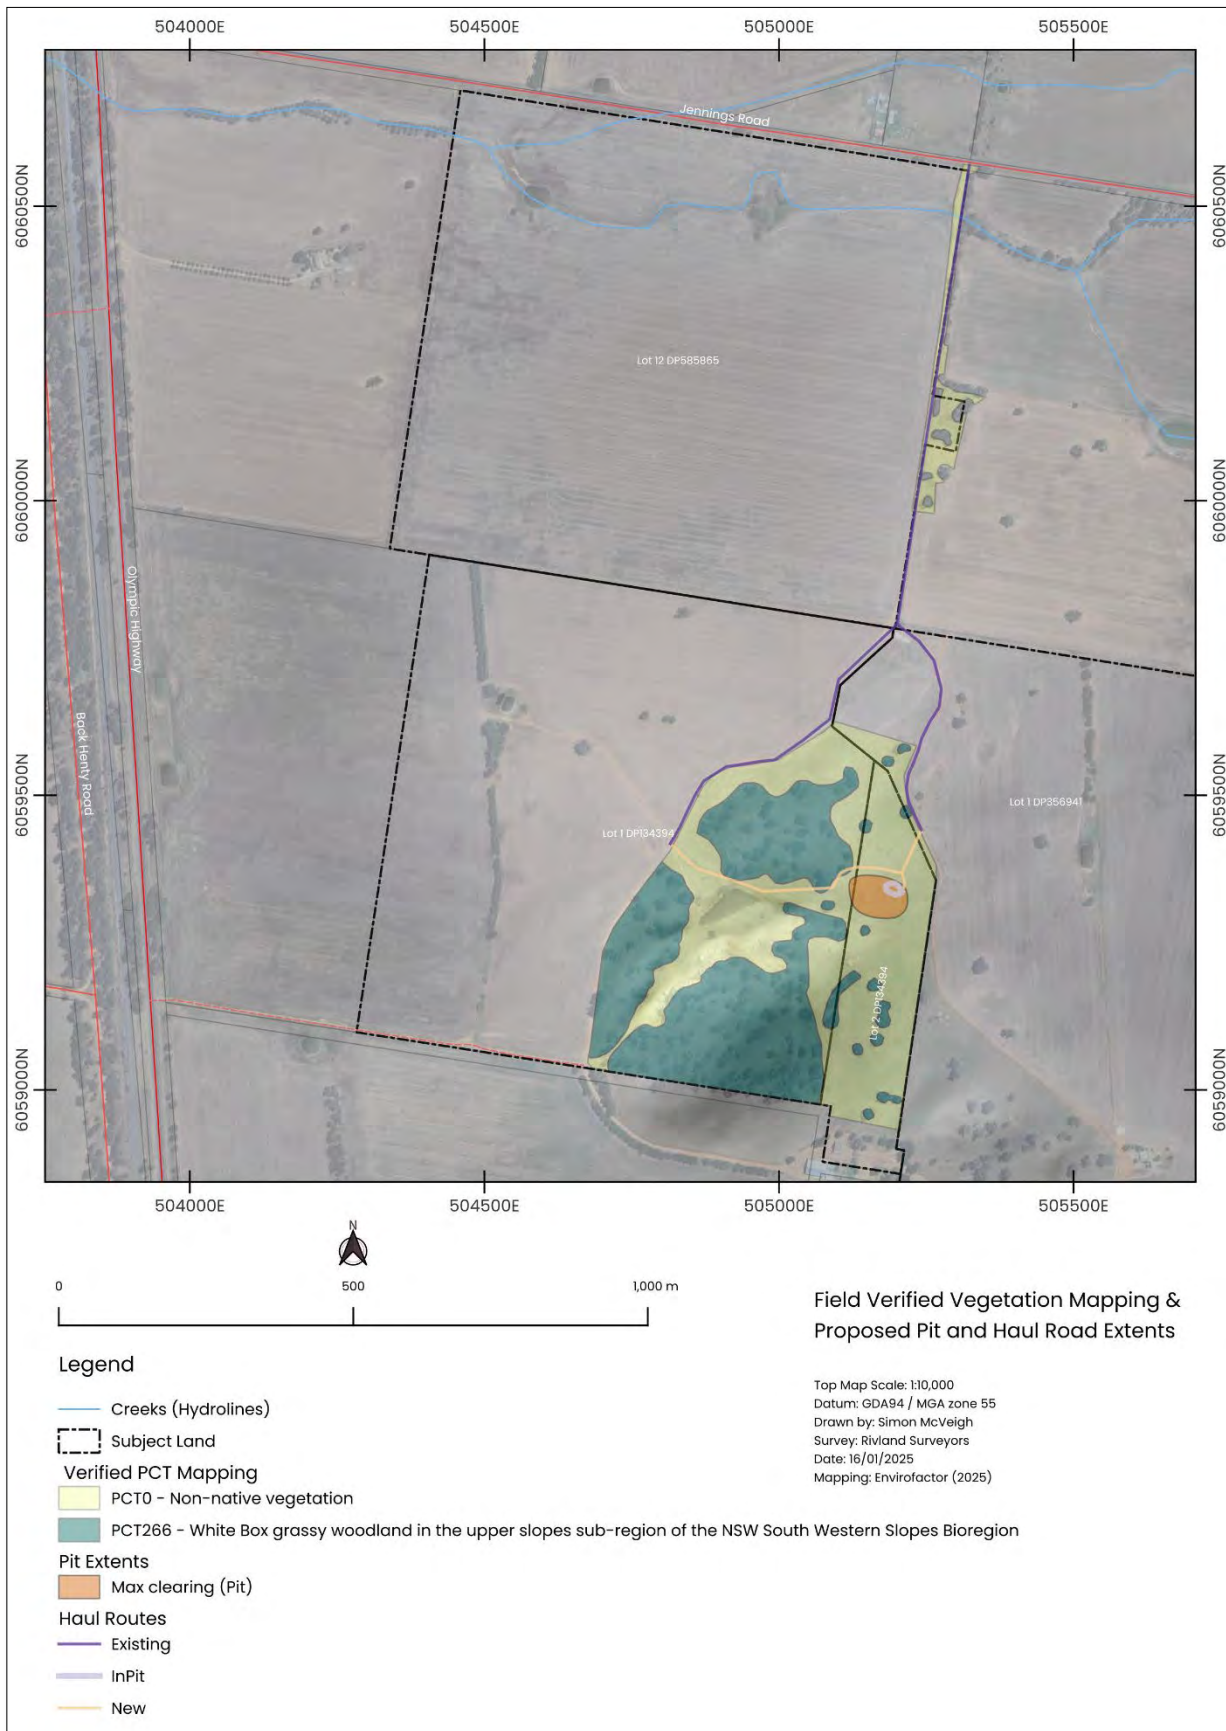 504000E 504500E 505000E 505500E
Jennings Road
6060500N 6060500N
Lot 12 DP585865
6060000N 6060000N
Olympic Highway
Back Henty Road
6059500N 6059500N
Lot 1 DP356941
Lot 1 DP134394
Lot 2 DP134394
6059000N 6059000N
504000E 504500E 505000E 505500E
N
0 500 1,000 m
Field Verified Vegetation Mapping &
Proposed Pit and Haul Road Extents
Top Map Scale: 1:10,000
Datum: GDA94 / MGA zone 55
Drawn by: Simon McVeigh
Survey: Rivland Surveyors
Date: 16/01/2025
Mapping: Envirofactor (2025)
Legend
Creeks (Hydrolines)
Subject Land
Verified PCT Mapping
PCT0 - Non-native vegetation
PCT266 - White Box grassy woodland in the upper slopes sub-region of the NSW South Western Slopes Bioregion
Pit Extents
Max clearing (Pit)
Haul Routes
Existing
InPit
New